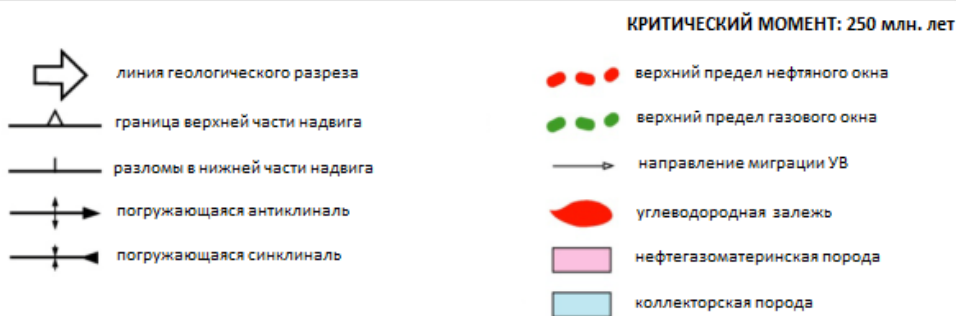 КРИТИЧЕСКИЙ МОМЕНТ: 250 млн. лет
линия геологического разреза
граница верхней части надвига
разломы в нижней части надвига
погружающаяся антиклиналь
погружающаяся синклиналь
верхний предел нефтяного окна
верхний предел газового окна
направление миграции УВ
углеводородная залежь
нефтегазоматеринская порода
коллекторская порода